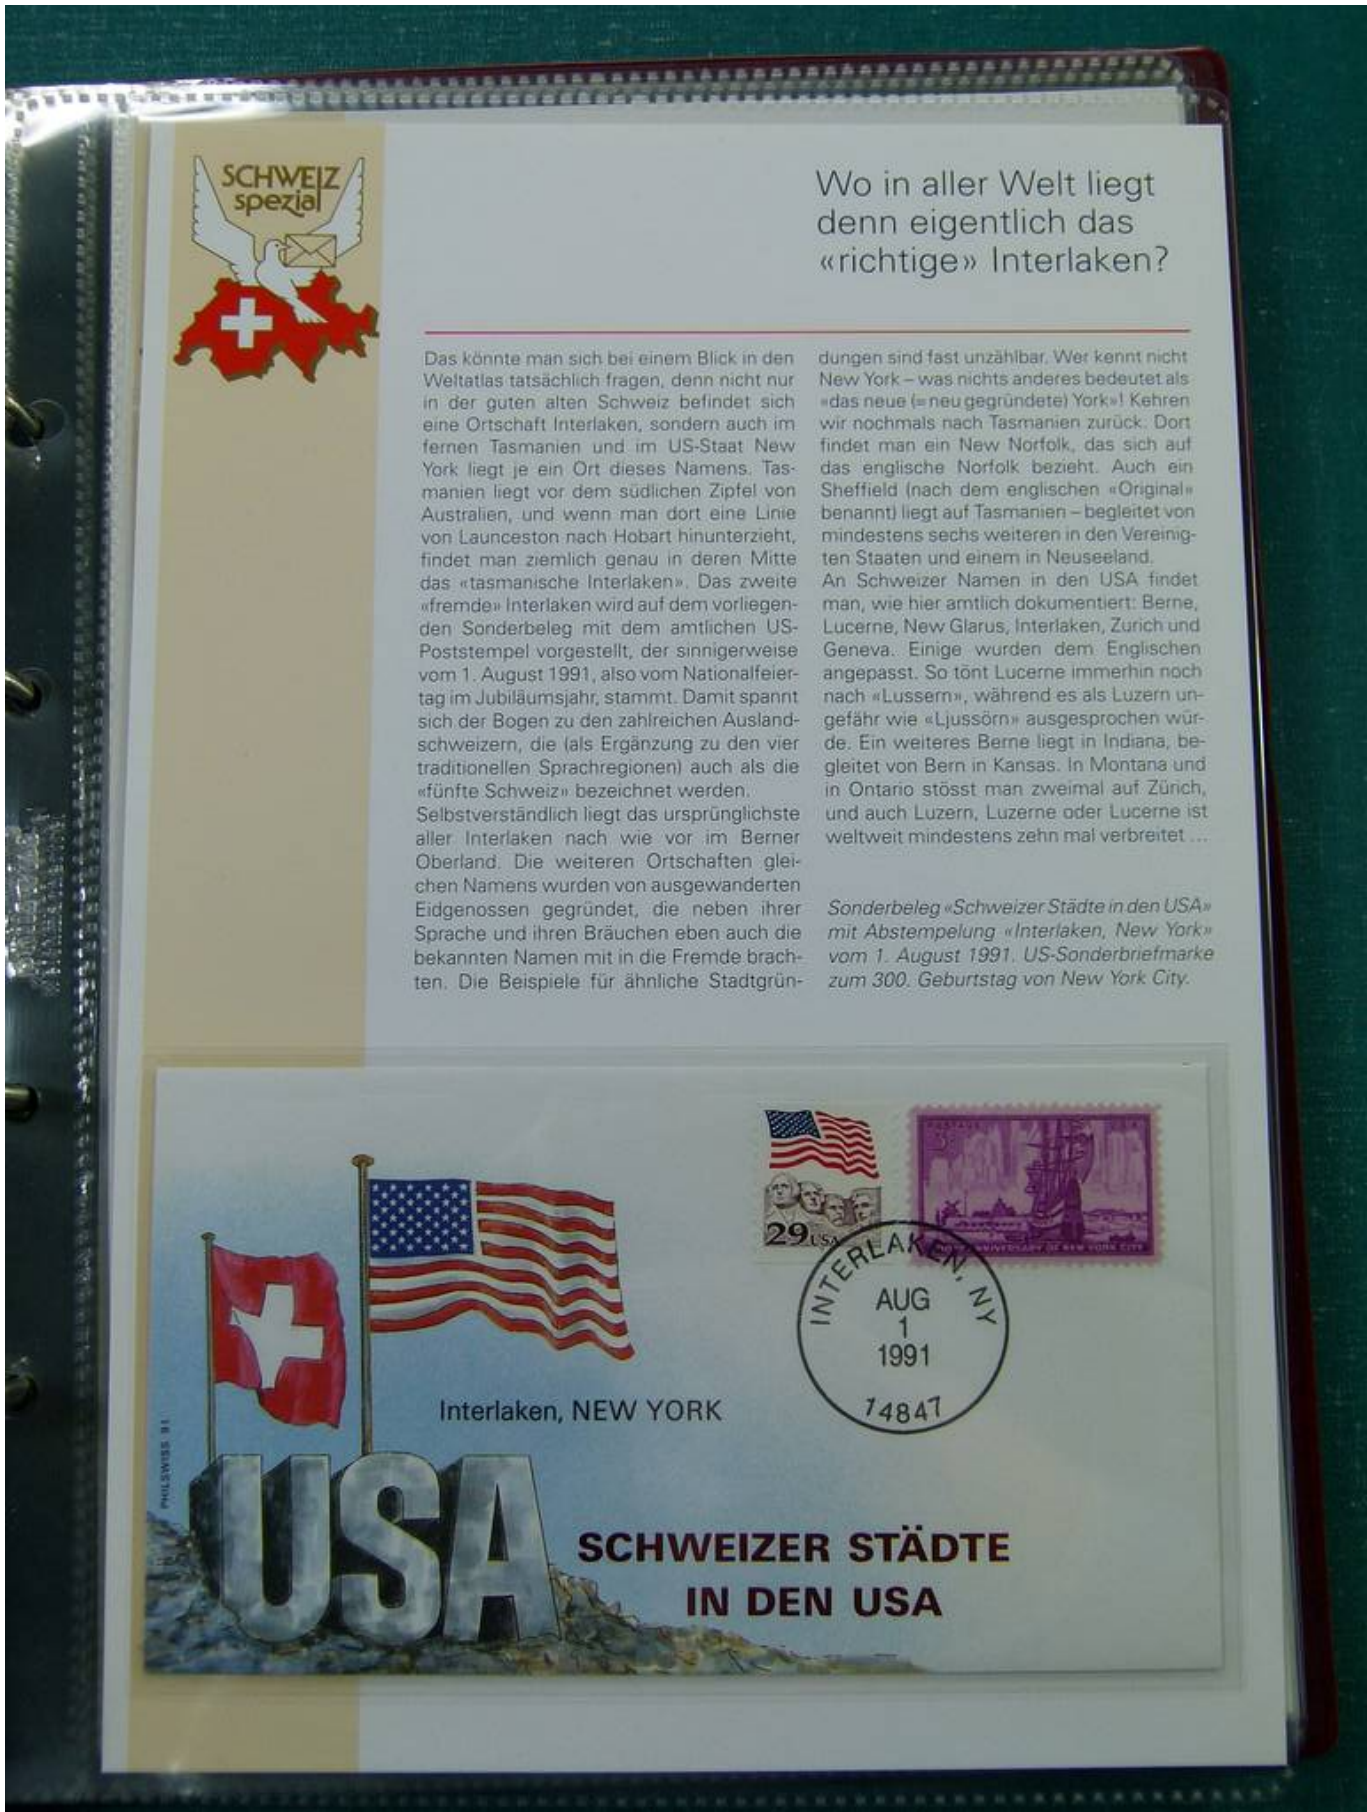 SCHWEIZ
spezial
Wo in aller Welt liegt
denn eigentlich das
«richtige» Interlaken?
Das könnte man sich bei einem Blick in den
Weltatlas tatsächlich fragen, denn nicht nur
in der guten alten Schweiz befindet sich
eine Ortschaft Interlaken, sondern auch im
fernen Tasmanien und im US-Staat New
York liegt je ein Ort dieses Namens. Tas-
manien liegt vor dem südlichen Zipfel von
Australien, und wenn man dort eine Linie
von Launceston nach Hobart hinunterzieht,
findet man ziemlich genau in deren Mitte
das «tasmanische Interlaken». Das zweite
«fremde» Interlaken wird auf dem vorliegen-
den Sonderbeleg mit dem amtlichen US-
Poststempel vorgestellt, der sinnigerweise
vom 1. August 1991, also vom Nationalfeier-
tag im Jubiläumsjahr, stammt. Damit spannt
sich der Bogen zu den zahlreichen Ausland-
schweizern, die (als Ergänzung zu den vier
traditionellen Sprachregionen) auch als die
«fünfte Schweiz» bezeichnet werden.
Selbstverständlich liegt das ursprünglichste
aller Interlaken nach wie vor im Berner
Oberland. Die weiteren Ortschaften glei-
chen Namens wurden von ausgewanderten
Eidgenossen gegründet, die neben ihrer
Sprache und ihren Bräuchen eben auch die
bekannten Namen mit in die Fremde brach-
ten. Die Beispiele für ähnliche Stadtgrün-
dungen sind fast unzählbar. Wer kennt nicht
New York – was nichts anderes bedeutet als
«das neue (= neu gegründete) York»! Kehren
wir nochmals nach Tasmanien zurück. Dort
findet man ein New Norfolk, das sich auf
das englische Norfolk bezieht. Auch ein
Sheffield (nach dem englischen «Original»
benannt) liegt auf Tasmanien – begleitet von
mindestens sechs weiteren in den Vereinig-
ten Staaten und einem in Neuseeland.
An Schweizer Namen in den USA findet
man, wie hier amtlich dokumentiert: Berne,
Lucerne, New Glarus, Interlaken, Zurich und
Geneva. Einige wurden dem Englischen
angepasst. So tönt Lucerne immerhin noch
nach «Lussern», während es als Luzern un-
gefähr wie «Ljussörn» ausgesprochen wür-
de. Ein weiteres Berne liegt in Indiana, be-
gleitet von Bern in Kansas. In Montana und
in Ontario stösst man zweimal auf Zürich,
und auch Luzern, Luzerne oder Lucerne ist
weltweit mindestens zehn mal verbreitet ...
Sonderbeleg «Schweizer Städte in den USA»
mit Abstempelung «Interlaken, New York»
vom 1. August 1991. US-Sonderbriefmarke
zum 300. Geburtstag von New York City.
29 USA
3¢
ANNIVERSARY OF NEW YORK CITY
INTERLAKEN, NY
AUG
1
1991
14847
Interlaken, NEW YORK
PHILSWISS 91
USA
SCHWEIZER STÄDTE
IN DEN USA